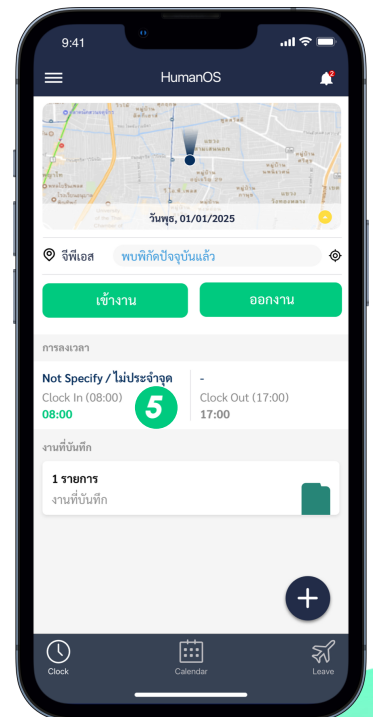 9:41
HumanOS
2
วันพุธ, 01/01/2025
จีพีเอส
พบพิกัดปัจจุบันแล้ว
เข้างาน
ออกงาน
การลงเวลา
Not Specify / ไม่ประจำจุด
-
Clock In (08:00)
Clock Out (17:00)
5
08:00
17:00
งานที่บันทึก
1 รายการ
งานที่บันทึก
+
Clock
Calendar
Leave